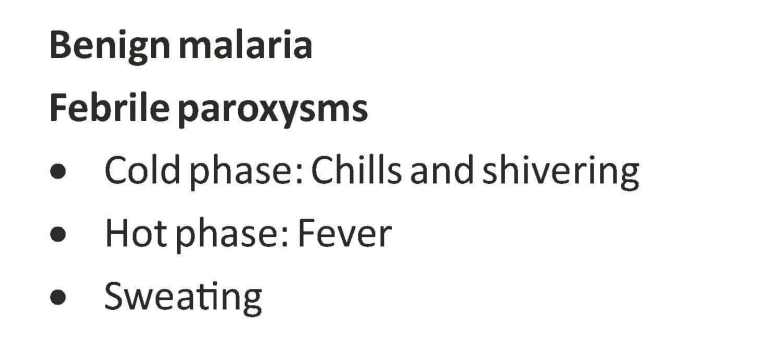 Benign malaria
Febrile paroxysms
• Cold phase: Chills and shivering
• Hot phase: Fever
• Sweating